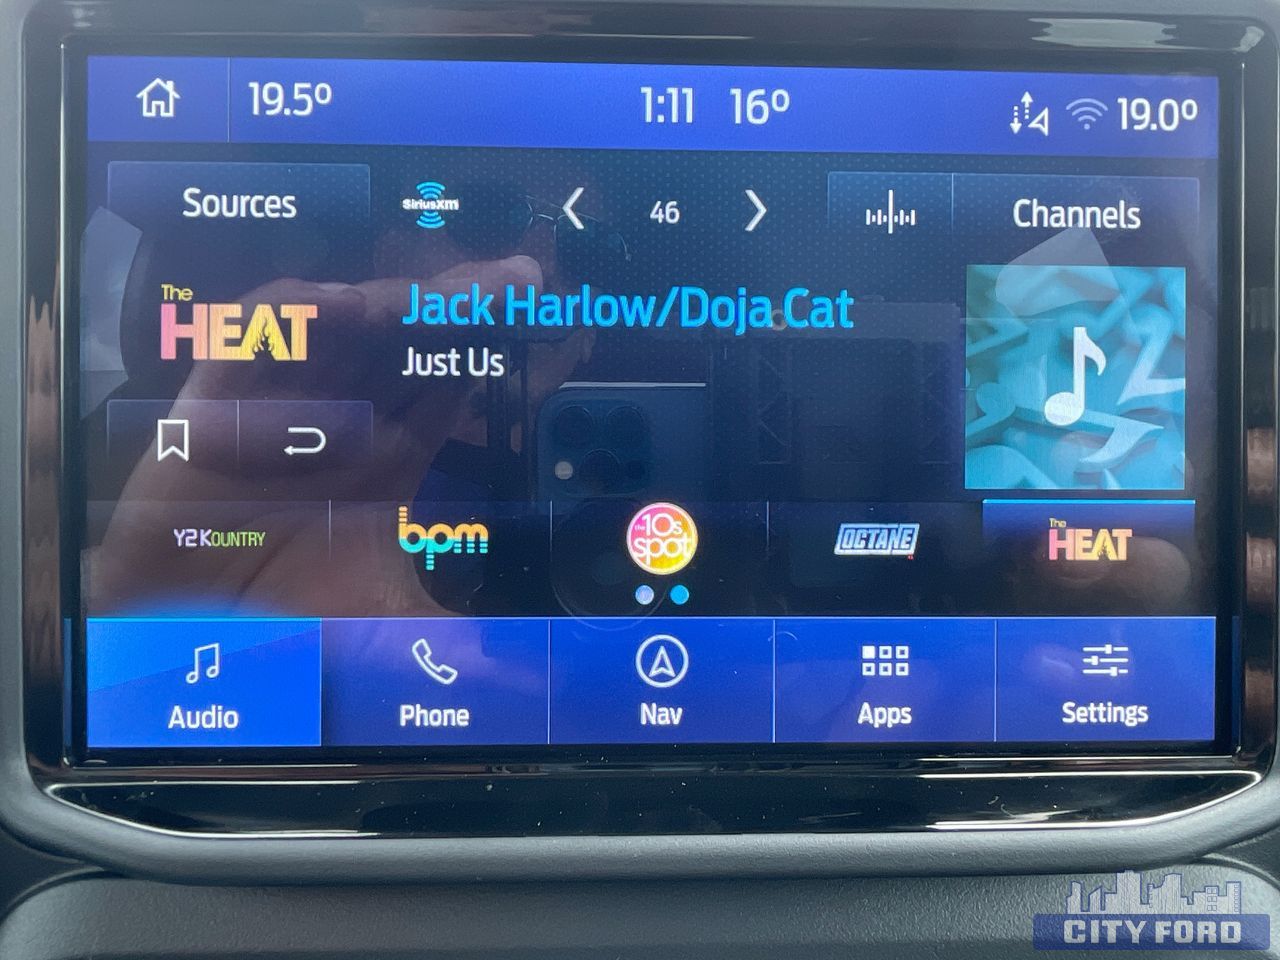 19.5° 1:11 16° 19.0°
Sources SiriusXM 46 Channels
The HEAT
Jack Harlow/Doja Cat
Just Us
Y2KOUNTRY bpm the 10s spot OCTANE The HEAT
Audio Phone Nav Apps Settings
CITY FORD